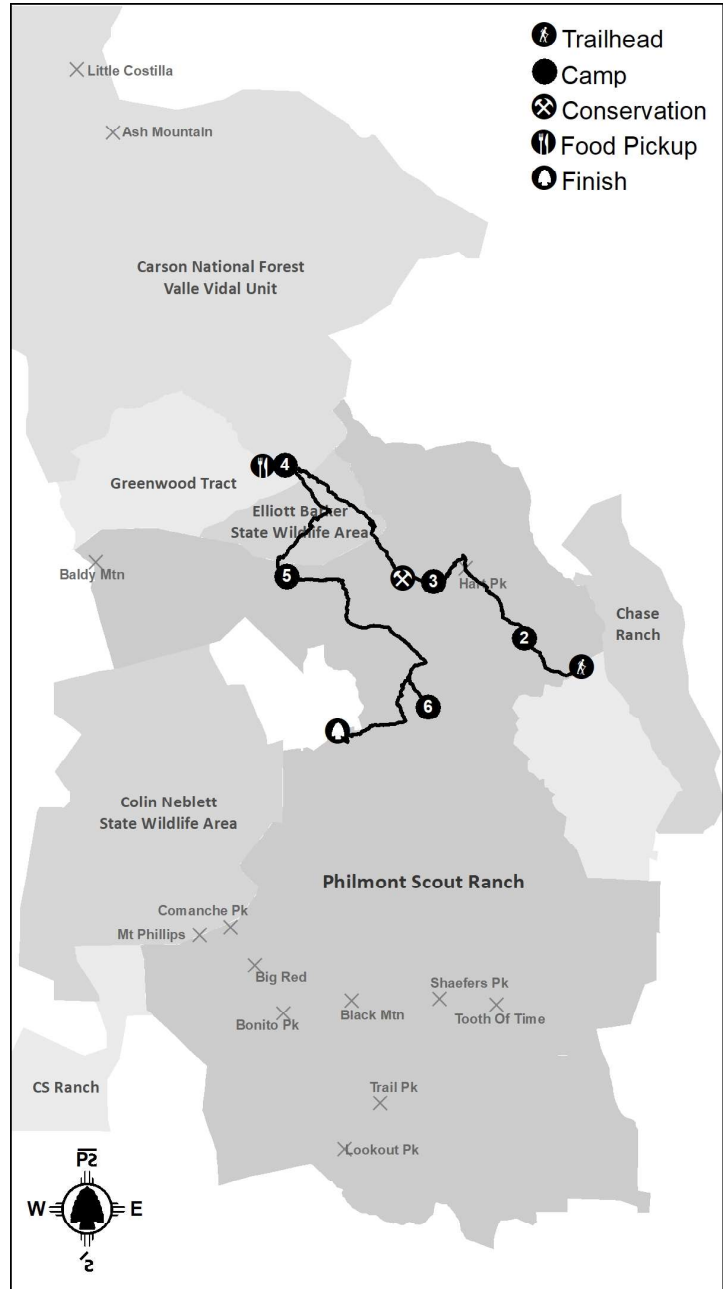 Trailhead
Camp
Conservation
Food Pickup
Finish
Little Costilla
Ash Mountain
Carson National Forest
Valle Vidal Unit
4
Greenwood Tract
Elliott Barker
State Wildlife Area
Baldy Mtn
5
3
Hart Pk
Chase
Ranch
2
6
Colin Neblett
State Wildlife Area
Philmont Scout Ranch
Comanche Pk
Mt Phillips
Big Red
Shaefers Pk
Bonito Pk
Black Mtn
Tooth Of Time
CS Ranch
Trail Pk
Lookout Pk
W
E